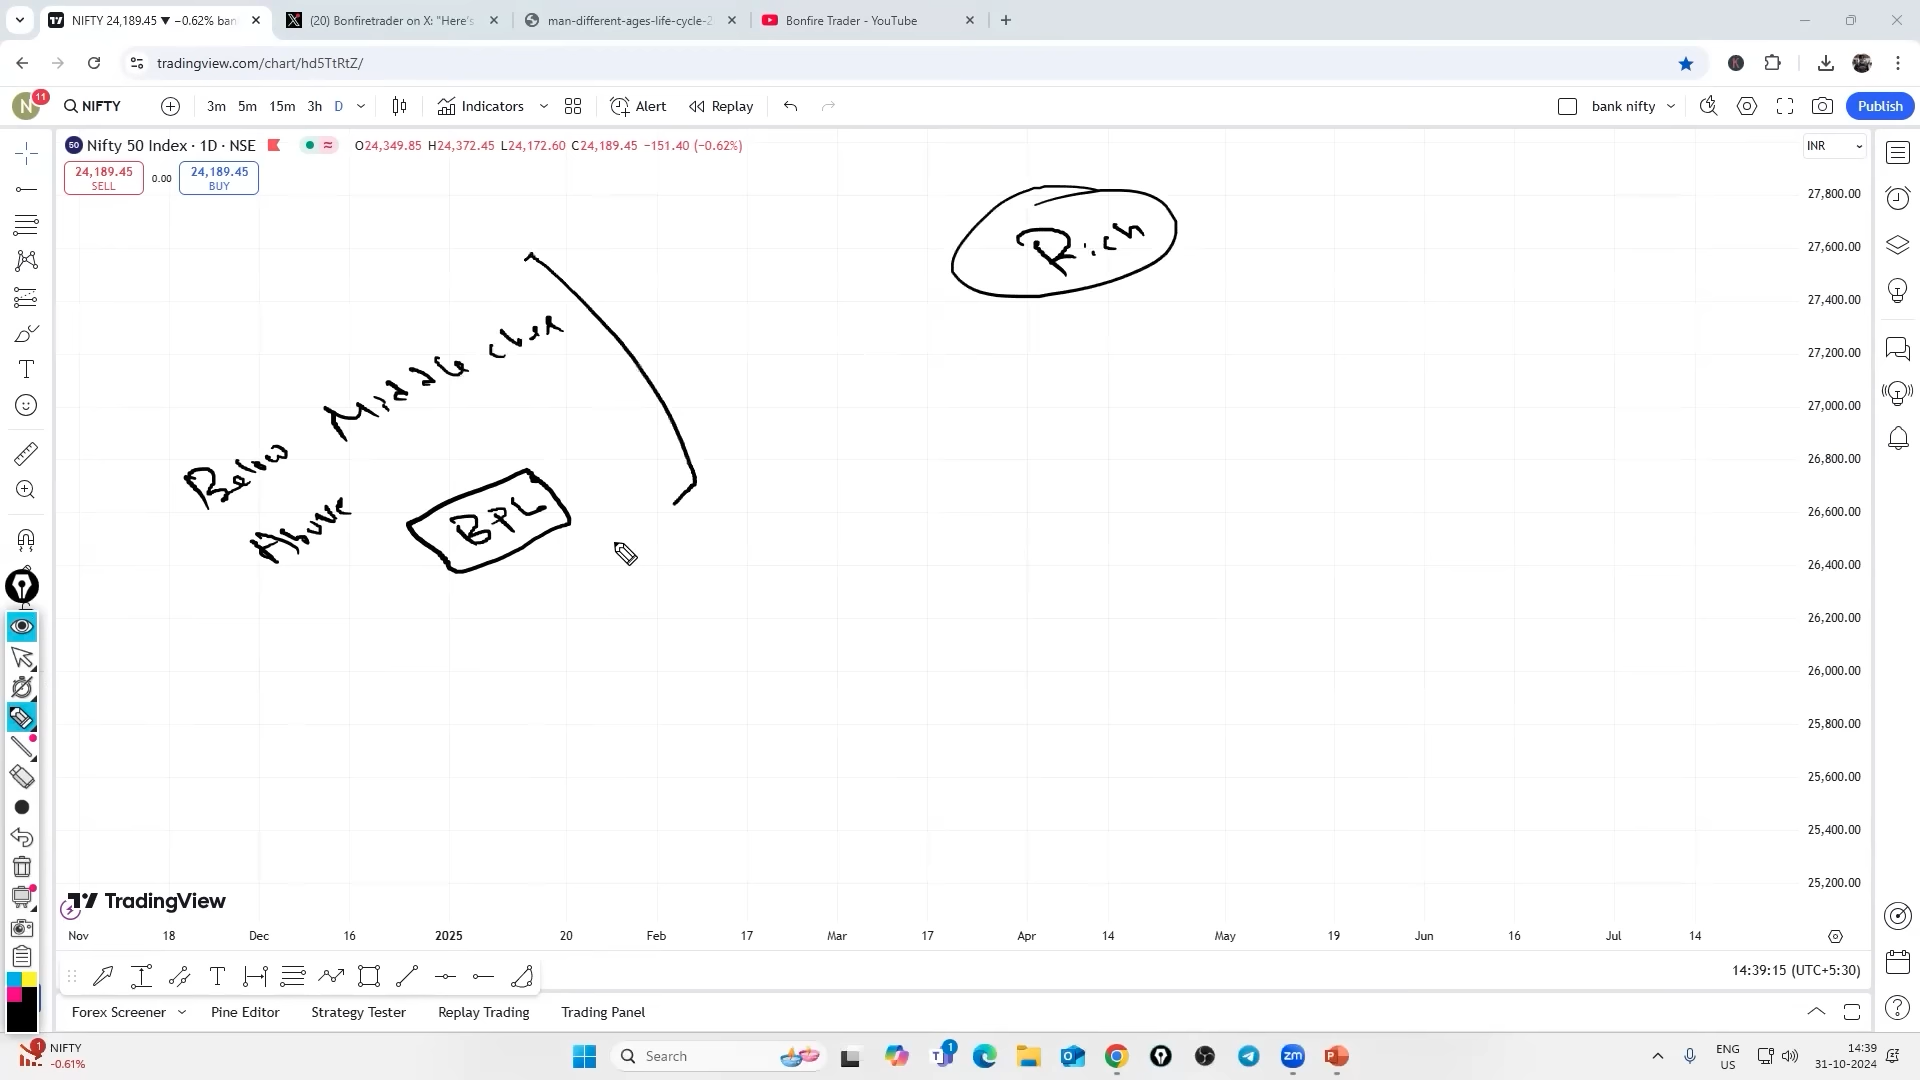 NIFTY 24,189.45 ▼ −0.62% ban
(20) Bonfiretrader on X: "Here's
man-different-ages-life-cycle-2
Bonfire Trader - YouTube
tradingview.com/chart/hd5TtRtZ/
N 11 NIFTY 3m 5m 15m 3h D Indicators Alert Replay bank nifty Publish
50 Nifty 50 Index · 1D · NSE O24,349.85 H24,372.45 L24,172.60 C24,189.45 −151.40 (−0.62%) INR
24,189.45 0.00 24,189.45
SELL BUY
27,800.00
Rich
27,600.00
27,400.00
27,200.00
Middle
27,000.00
Below
26,800.00
Above
BPL
26,600.00
26,400.00
26,200.00
26,000.00
25,800.00
25,600.00
25,400.00
25,200.00
TradingView
Nov 18 Dec 16 2025 20 Feb 17 Mar 17 Apr 14 May 19 Jun 16 Jul 14
14:39:15 (UTC+5:30)
Forex Screener Pine Editor Strategy Tester Replay Trading Trading Panel
1 NIFTY
-0.61%
Search
1
zm
ENG
US
14:39
31-10-2024